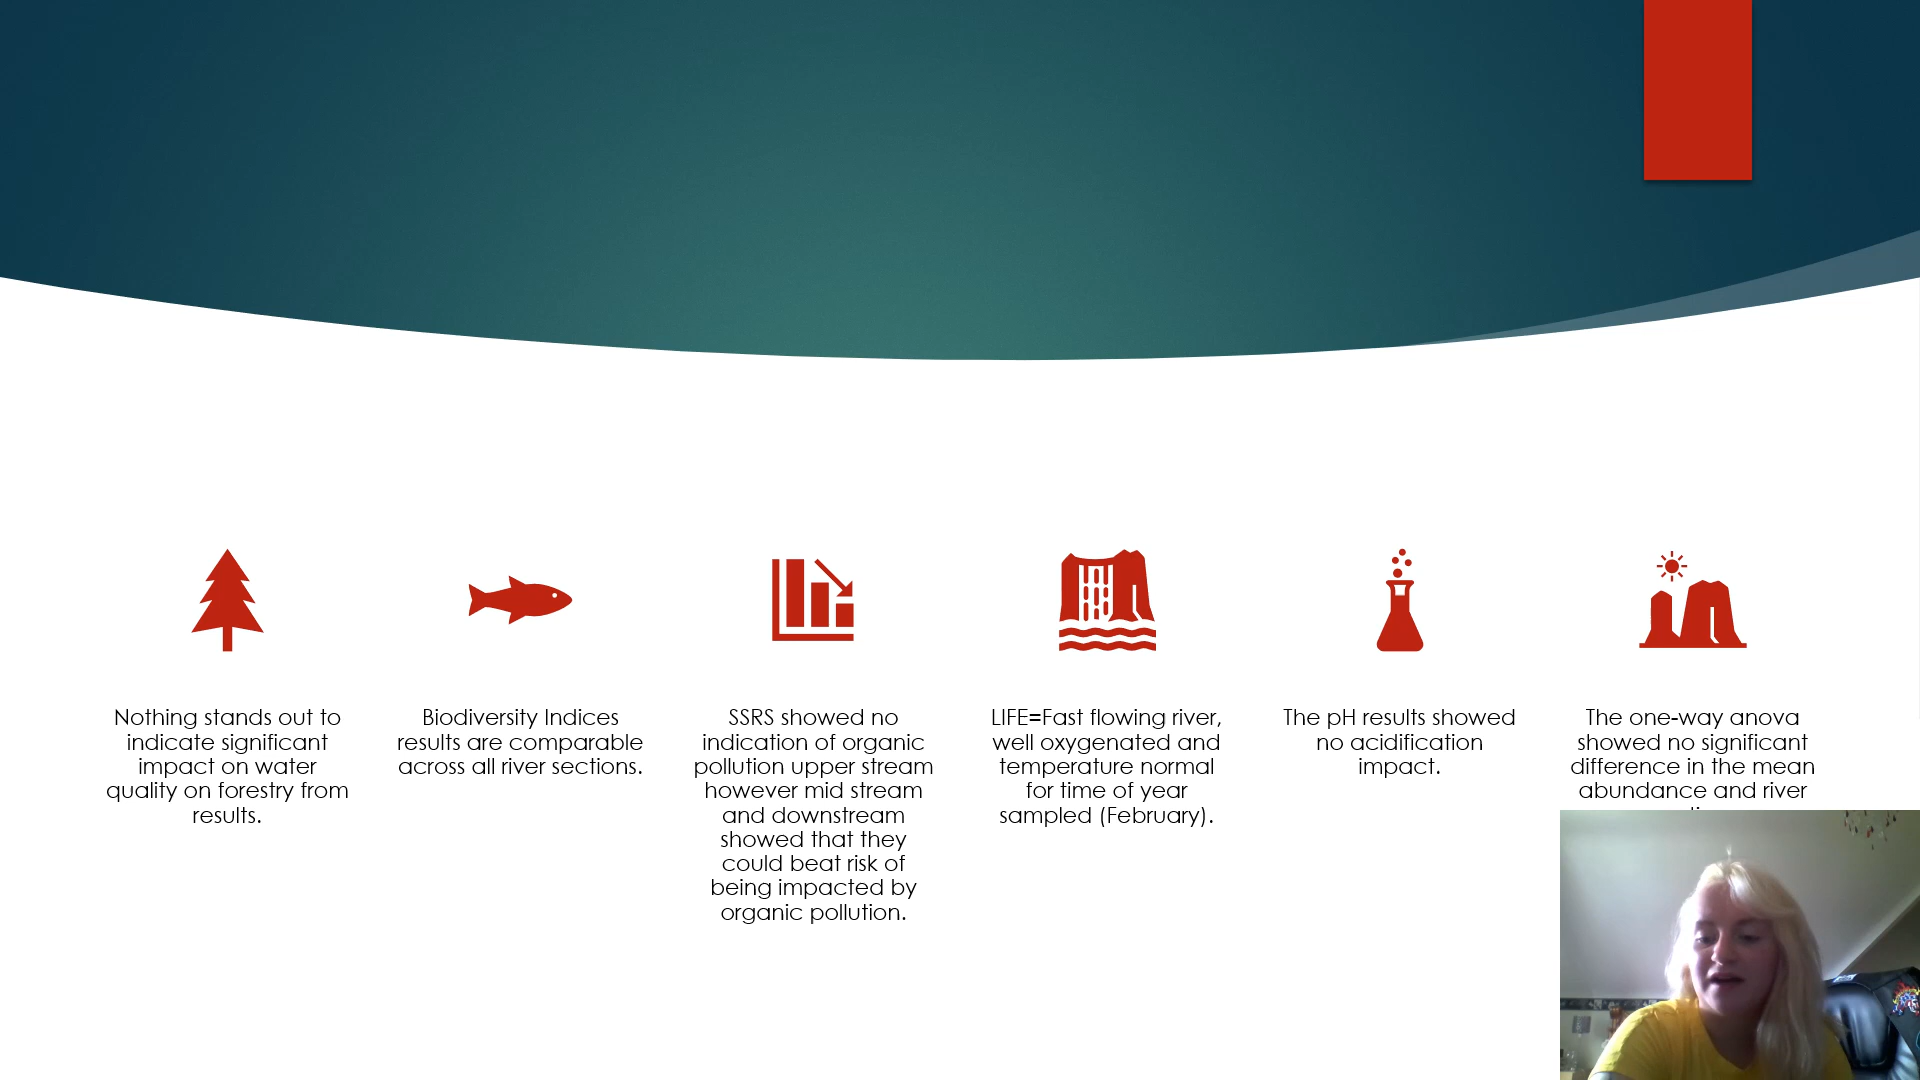 Nothing stands out to
indicate significant
impact on water
quality on forestry from
results.
Biodiversity Indices
results are comparable
across all river sections.
SSRS showed no
indication of organic
pollution upper stream
however mid stream
and downstream
showed that they
could beat risk of
being impacted by
organic pollution.
LIFE=Fast flowing river,
well oxygenated and
temperature normal
for time of year
sampled (February).
The pH results showed
no acidification
impact.
The one-way anova
showed no significant
difference in the mean
abundance and river